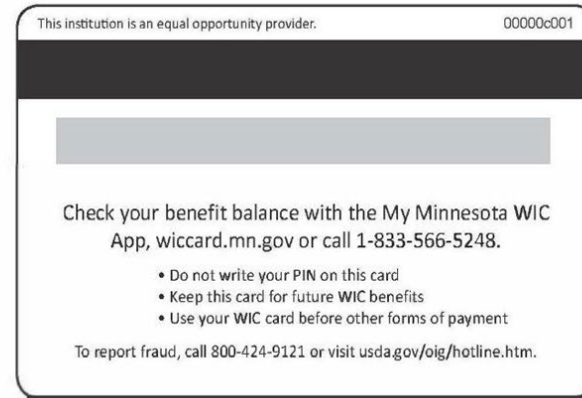 This institution is an equal opportunity provider. 00000c001
Check your benefit balance with the My Minnesota WIC
App, wiccard.mn.gov or call 1-833-566-5248.
• Do not write your PIN on this card
• Keep this card for future WIC benefits
• Use your WIC card before other forms of payment
To report fraud, call 800-424-9121 or visit usda.gov/oig/hotline.htm.